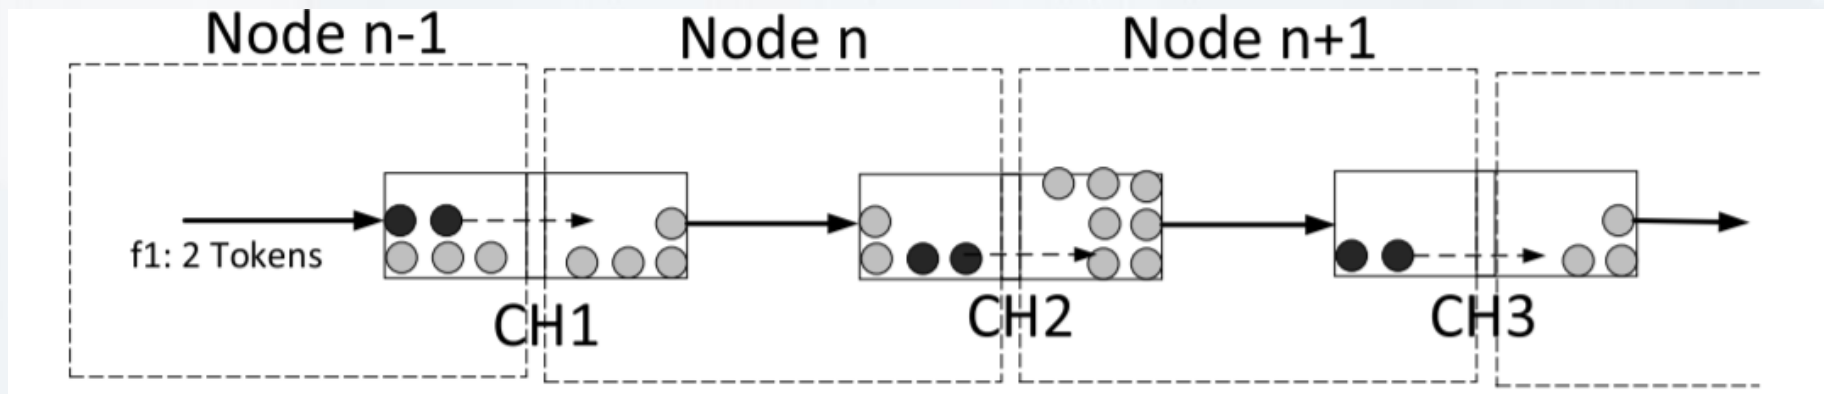 Node n-1
Node n
Node n+1
f1: 2 Tokens
CH1
CH2
CH3